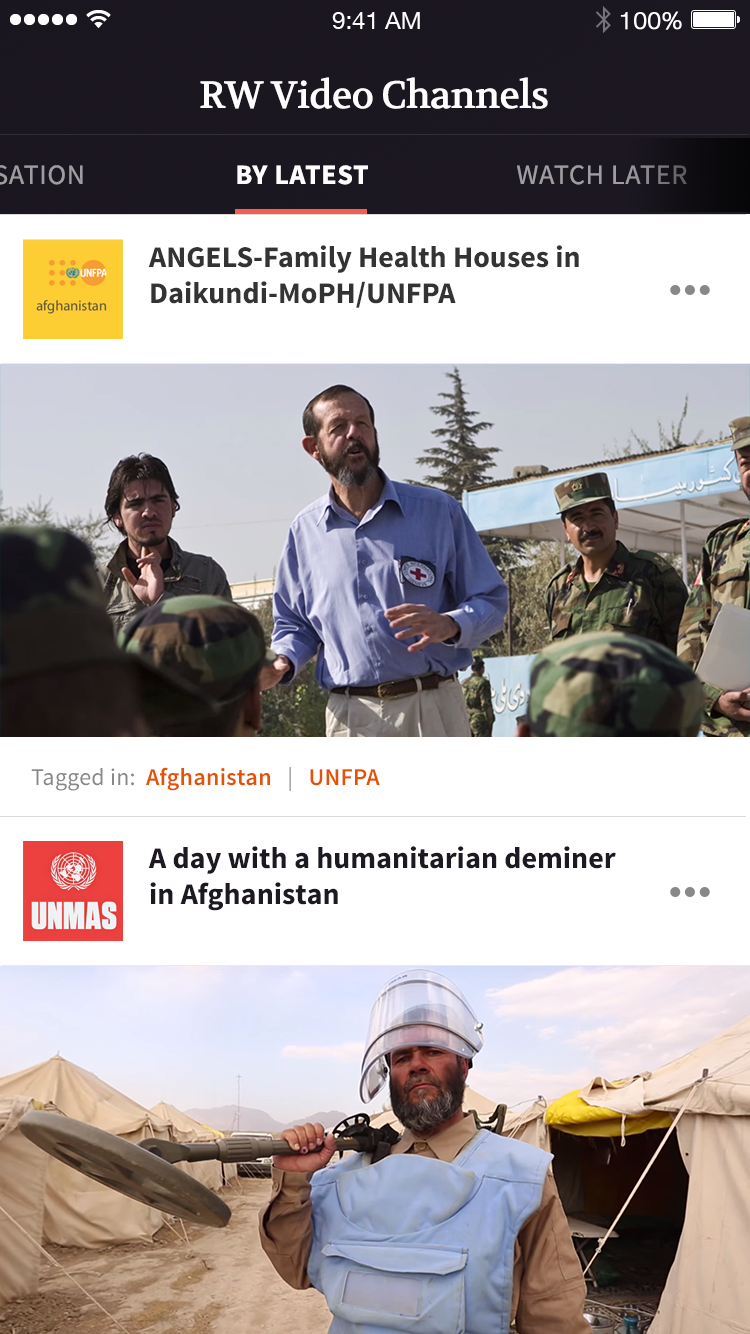 9:41 AM
100%
RW Video Channels
SATION
BY LATEST
WATCH LATER
UNFPA
afghanistan
ANGELS-Family Health Houses in
Daikundi-MoPH/UNFPA
Tagged in: Afghanistan | UNFPA
UNMAS
A day with a humanitarian deminer
in Afghanistan